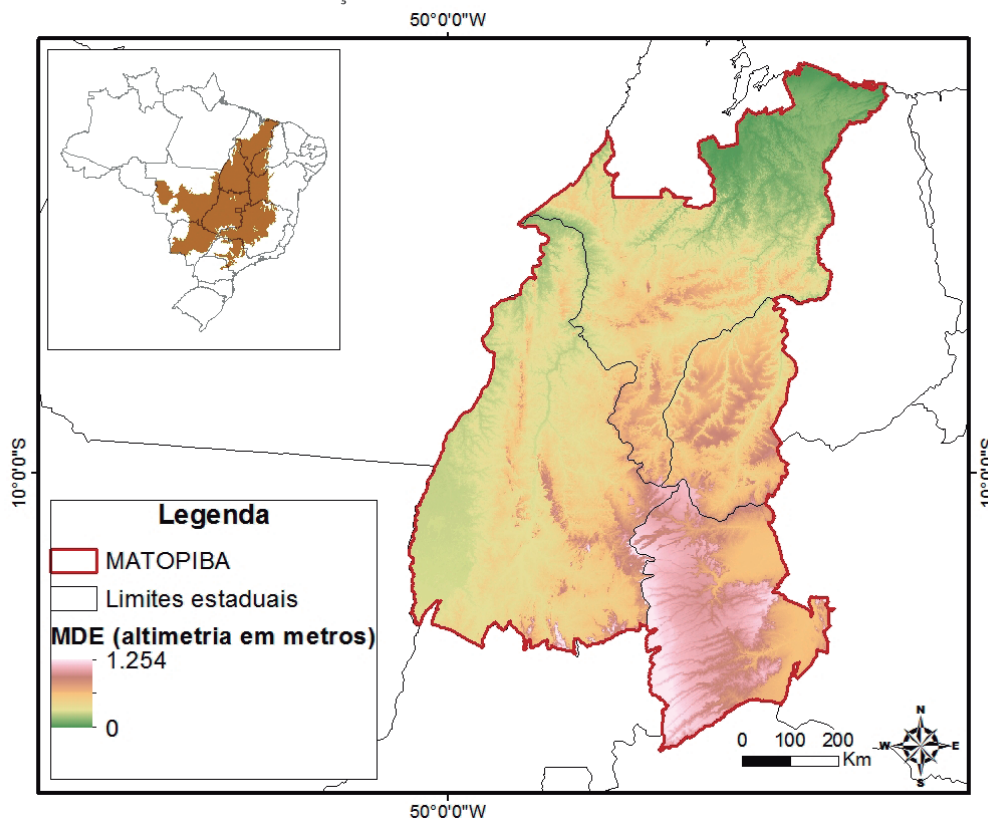 50°0'0"W
10°0'0"S
10°0'0"S
Legenda
MATOPIBA
Limites estaduais
MDE (altimetria em metros)
1.254
0
N
W
E
S
0 100 200
Km
50°0'0"W